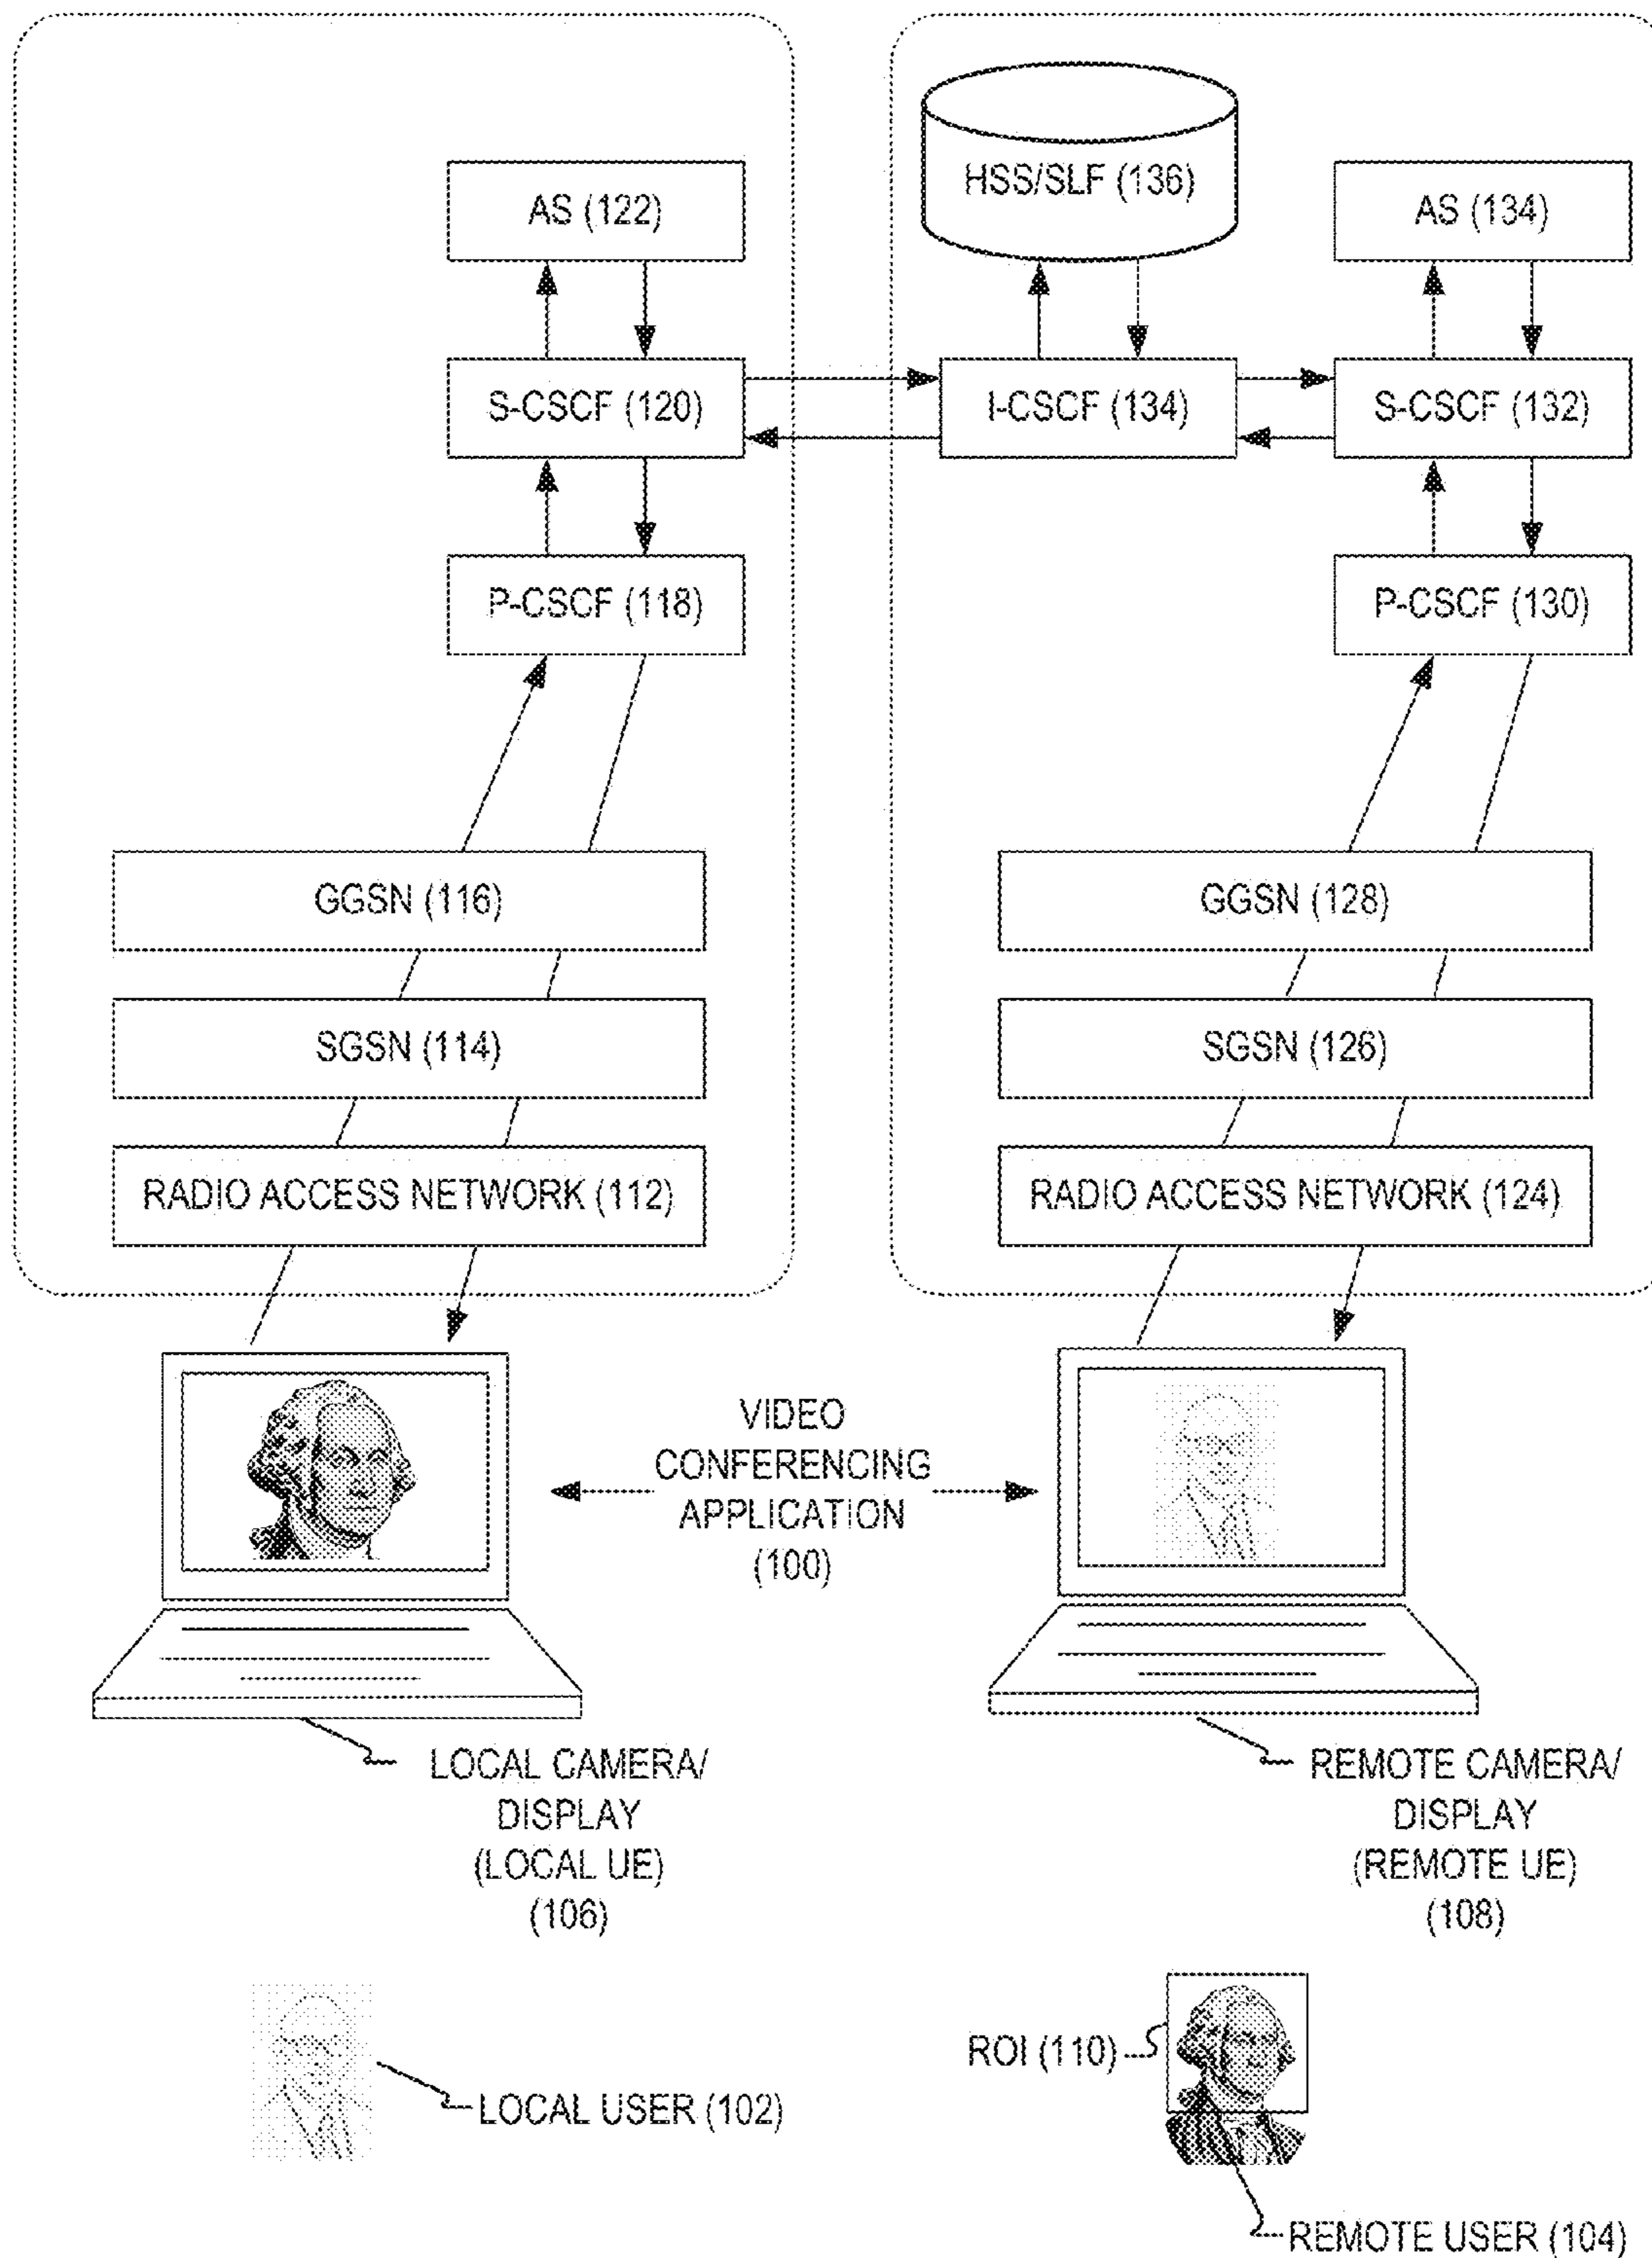 HSS/SLF (136)
AS (122)
AS (134)
S-CSCF (120)
I-CSCF (134)
S-CSCF (132)
P-CSCF (118)
P-CSCF (130)
GGSN (116)
GGSN (128)
SGSN (114)
SGSN (126)
RADIO ACCESS NETWORK (112)
RADIO ACCESS NETWORK (124)
VIDEO
CONFERENCING
APPLICATION
(100)
LOCAL CAMERA/
DISPLAY
(LOCAL UE)
(106)
REMOTE CAMERA/
DISPLAY
(REMOTE UE)
(108)
ROI (110)
LOCAL USER (102)
REMOTE USER (104)